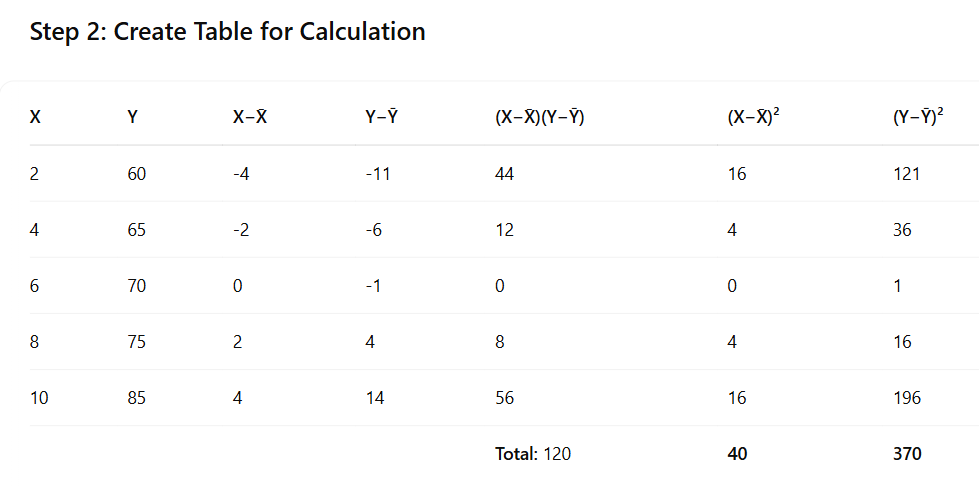 Step 2: Create Table for Calculation
X Y X−X̄ Y−Ȳ (X−X̄)(Y−Ȳ) (X−X̄)² (Y−Ȳ)²
2 60 -4 -11 44 16 121
4 65 -2 -6 12 4 36
6 70 0 -1 0 0 1
8 75 2 4 8 4 16
10 85 4 14 56 16 196
Total: 120 40 370